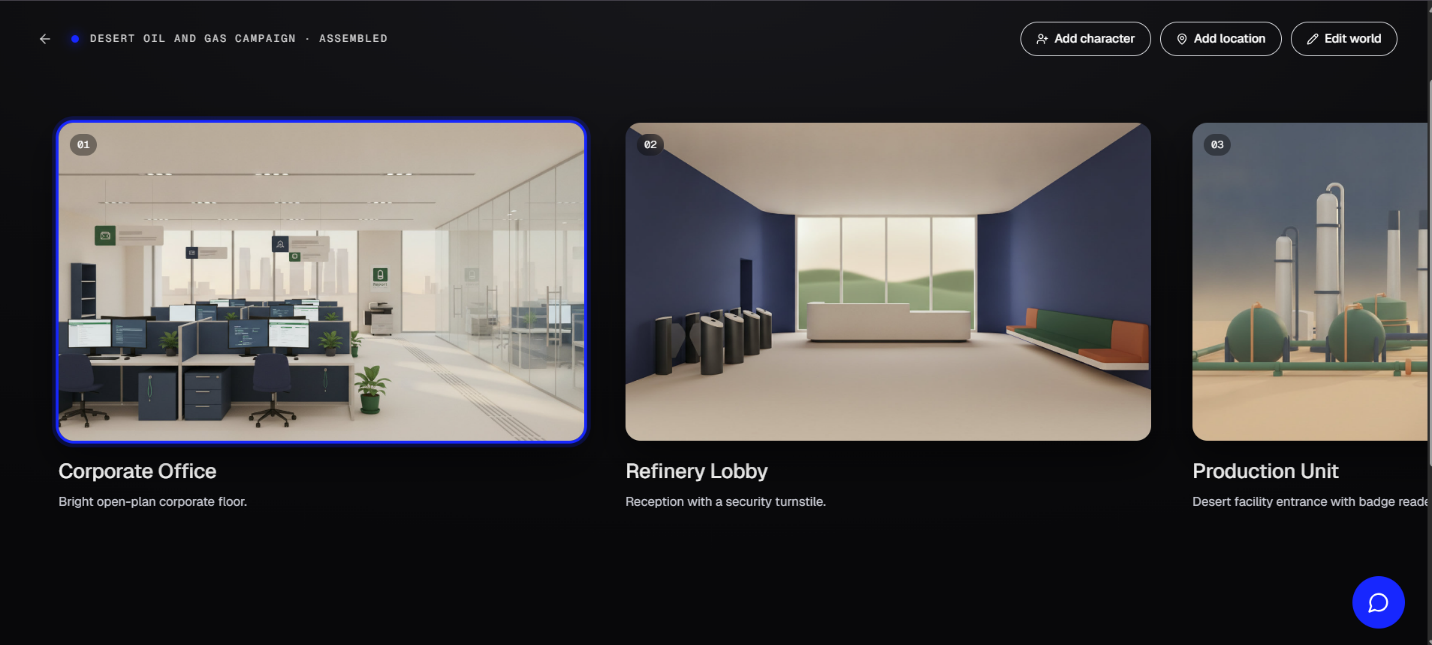 DESERT OIL AND GAS CAMPAIGN · ASSEMBLED
Add character
Add location
Edit world
01
02
03
Corporate Office
Bright open-plan corporate floor.
Refinery Lobby
Reception with a security turnstile.
Production Unit
Desert facility entrance with badge